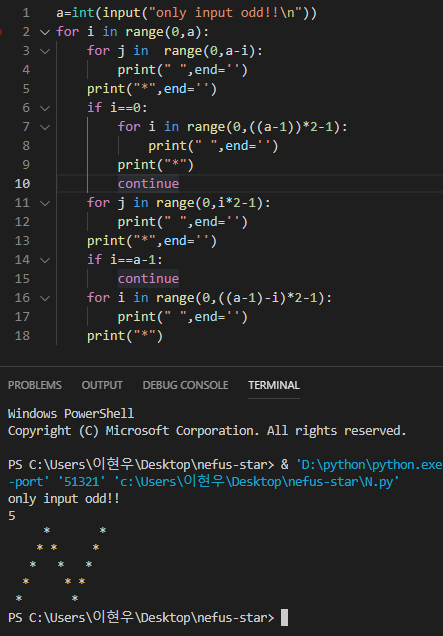 1 a=int(input("only input odd!!\n"))
2 for i in range(0,a):
3     for j in  range(0,a-i):
4         print(" ",end='')
5     print("*",end='')
6     if i==0:
7         for i in range(0,((a-1))*2-1):
8             print(" ",end='')
9         print("*")
10         continue
11     for j in range(0,i*2-1):
12         print(" ",end='')
13     print("*",end='')
14     if i==a-1:
15         continue
16     for i in range(0,((a-1)-i)*2-1):
17         print(" ",end='')
18     print("*")
PROBLEMS OUTPUT DEBUG CONSOLE TERMINAL
Windows PowerShell
Copyright (C) Microsoft Corporation. All rights reserved.
PS C:\Users\이현우\Desktop\nefus-star> & 'D:\python\python.exe
-port' '51321' 'c:\Users\이현우\Desktop\nefus-star\N.py'
only input odd!!
5
     *       *
    * *     *
   *   *   *
  *     * *
 *       *
PS C:\Users\이현우\Desktop\nefus-star>